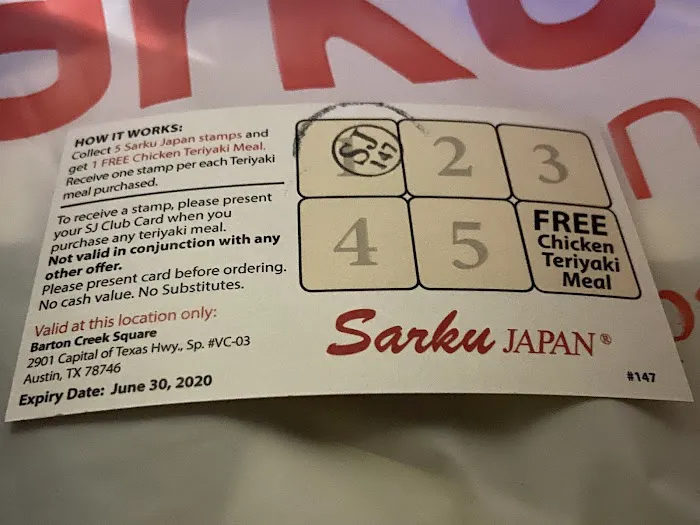 arku
HOW IT WORKS:
Collect 5 Sarku Japan stamps and
get 1 FREE Chicken Teriyaki Meal.
Receive one stamp per each Teriyaki
meal purchased.
To receive a stamp, please present
your SJ Club Card when you
purchase any teriyaki meal.
Not valid in conjunction with any
other offer.
Please present card before ordering.
No cash value. No Substitutes.
Valid at this location only:
Barton Creek Square
2901 Capital of Texas Hwy., Sp. #VC-03
Austin, TX 78746
Expiry Date: June 30, 2020
SJ
147
2
3
4
5
FREE
Chicken
Teriyaki
Meal
Sarku JAPAN®
#147